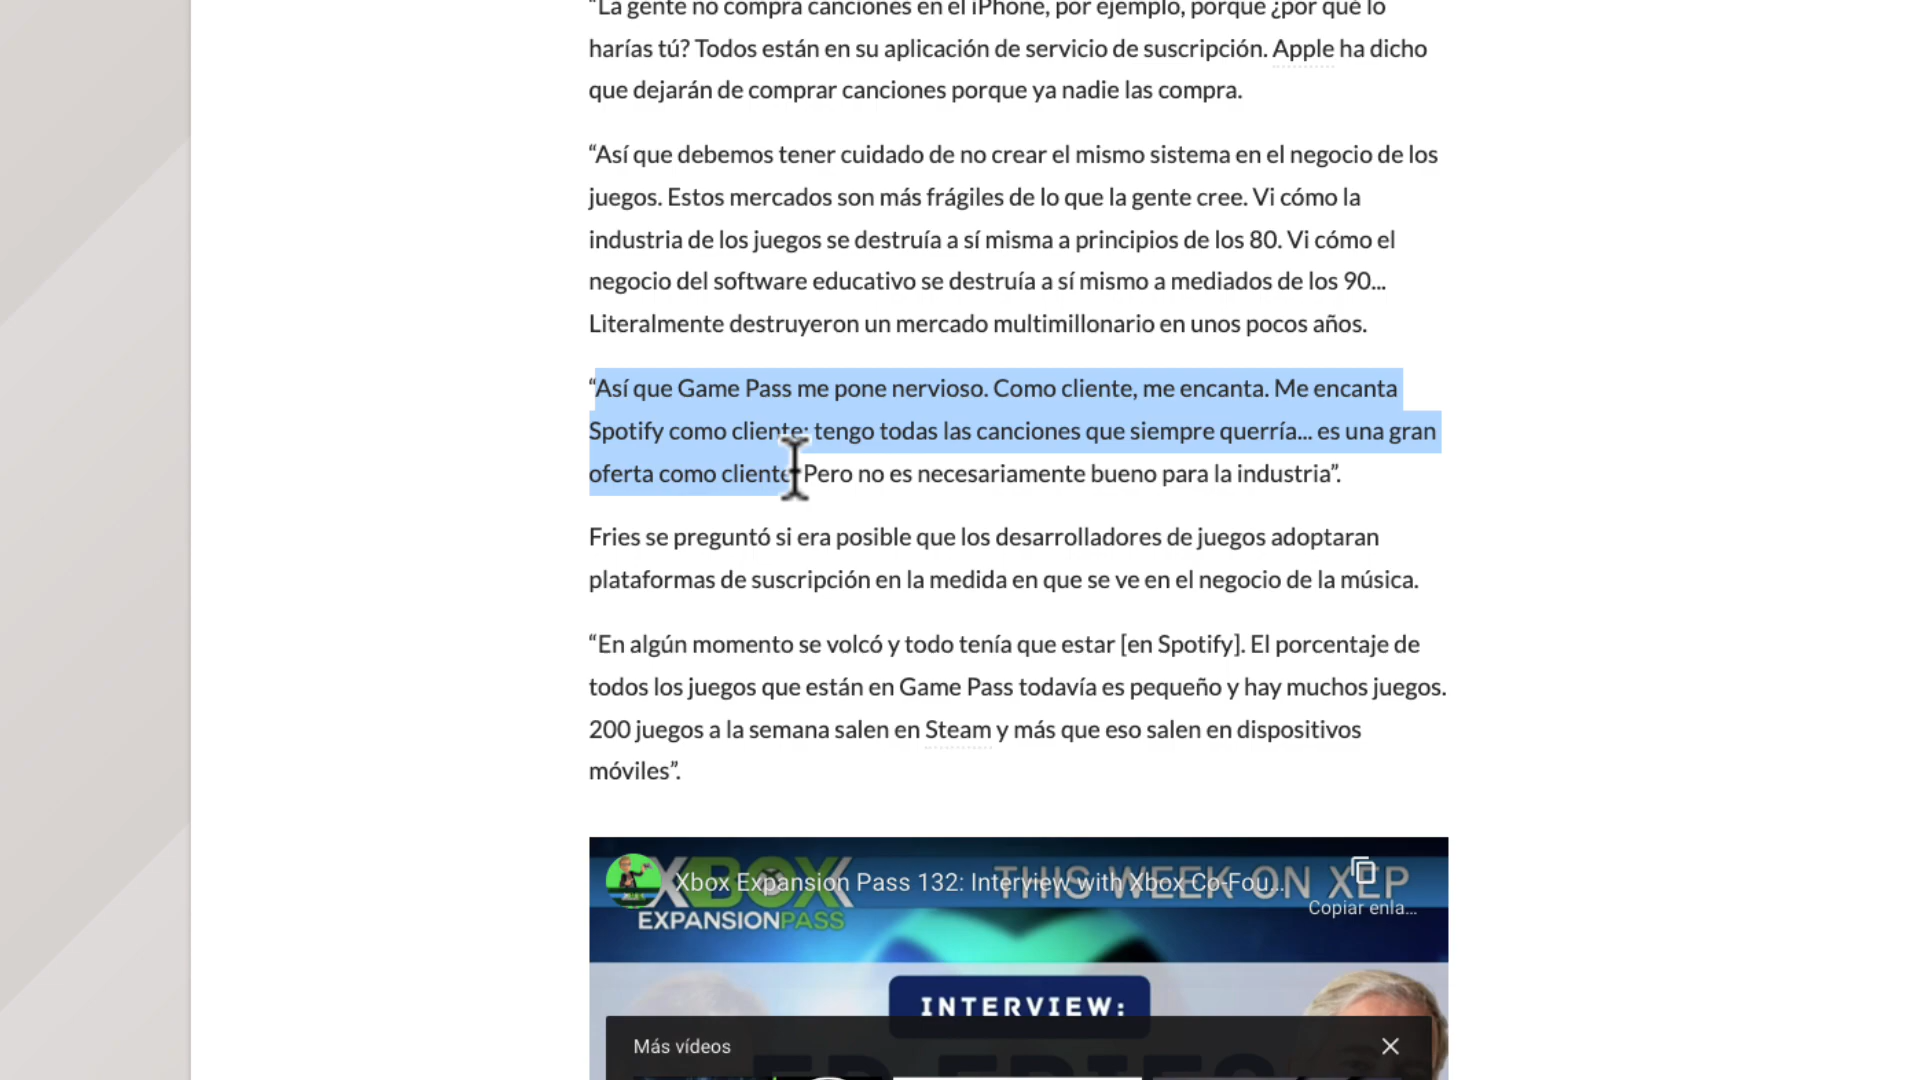 “La gente no compra canciones en el iPhone, por ejemplo, porque ¿por qué lo
harías tú? Todos están en su aplicación de servicio de suscripción. Apple ha dicho
que dejarán de comprar canciones porque ya nadie las compra.
“Así que debemos tener cuidado de no crear el mismo sistema en el negocio de los
juegos. Estos mercados son más frágiles de lo que la gente cree. Vi cómo la
industria de los juegos se destruía a sí misma a principios de los 80. Vi cómo el
negocio del software educativo se destruía a sí mismo a mediados de los 90...
Literalmente destruyeron un mercado multimillonario en unos pocos años.
“Así que Game Pass me pone nervioso. Como cliente, me encanta. Me encanta
Spotify como cliente: tengo todas las canciones que siempre querría... es una gran
oferta como cliente. Pero no es necesariamente bueno para la industria”.
Fries se preguntó si era posible que los desarrolladores de juegos adoptaran
plataformas de suscripción en la medida en que se ve en el negocio de la música.
“En algún momento se volcó y todo tenía que estar [en Spotify]. El porcentaje de
todos los juegos que están en Game Pass todavía es pequeño y hay muchos juegos.
200 juegos a la semana salen en Steam y más que eso salen en dispositivos
móviles”.
Xbox Expansion Pass 132: Interview with Xbox Co-Fou...
THIS WEEK ON XEP
Copiar enla...
XBOX
EXPANSIONPASS
INTERVIEW:
Más vídeos